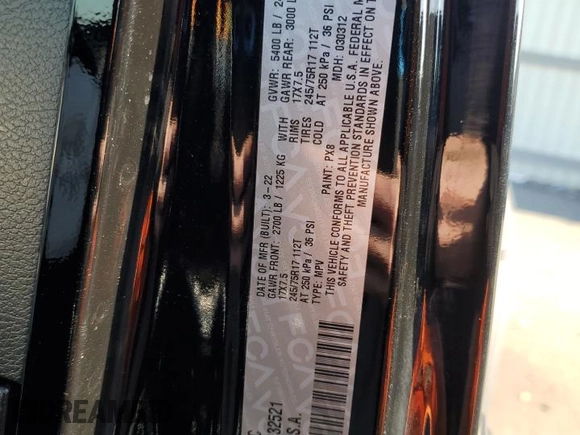 DATE OF MFR (BUILT): 3-22 GVWR: 5400 LB
GAWR FRONT: 2700 LB / 1225 KG WITH GAWR REAR: 3000 L
17X7.5 RIMS 17X7.5
245/75R17 112T TIRES 245/75R17 112T
AT 250 kPa / 36 PSI COLD AT 250 kPa / 36 PSI
TYPE: MPV PAINT: PX8 MDH: 030312
THIS VEHICLE CONFORMS TO ALL APPLICABLE U.S.A. FEDERAL M
SAFETY AND THEFT PREVENTION STANDARDS IN EFFECT ON T
MANUFACTURE SHOWN ABOVE.
32521
S.A.
FCA